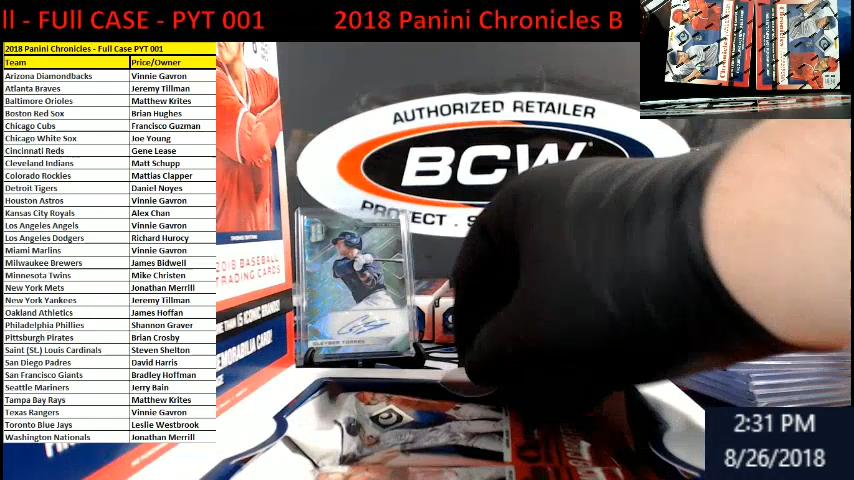 ll - FUll CASE - PYT 001 2018 Panini Chronicles B
2018 Panini Chronicles - Full Case PYT 001
Team Price/Owner
Arizona Diamondbacks Vinnie Gavron
Atlanta Braves Jeremy Tillman
Baltimore Orioles Matthew Krites
Boston Red Sox Brian Hughes
Chicago Cubs Francisco Guzman
Chicago White Sox Joe Young
Cincinnati Reds Gene Lease
Cleveland Indians Matt Schupp
Colorado Rockies Mattias Clapper
Detroit Tigers Daniel Noyes
Houston Astros Vinnie Gavron
Kansas City Royals Alex Chan
Los Angeles Angels Vinnie Gavron
Los Angeles Dodgers Richard Hurocy
Miami Marlins Vinnie Gavron
Milwaukee Brewers James Bidwell
Minnesota Twins Mike Christen
New York Mets Jonathan Merrill
New York Yankees Jeremy Tillman
Oakland Athletics James Hoffan
Philadelphia Phillies Shannon Graver
Pittsburgh Pirates Brian Crosby
Saint (St.) Louis Cardinals Steven Shelton
San Diego Padres David Harris
San Francisco Giants Bradley Hoffman
Seattle Mariners Jerry Bain
Tampa Bay Rays Matthew Krites
Texas Rangers Vinnie Gavron
Toronto Blue Jays Leslie Westbrook
Washington Nationals Jonathan Merrill
AUTHORIZED RETAILER
BCW
PROTECT . S
2018 BASEBALL
TRADING CARDS
MEMORABILIA CARD
GLEYBER TORRES
Chronicles
2:31 PM
8/26/2018